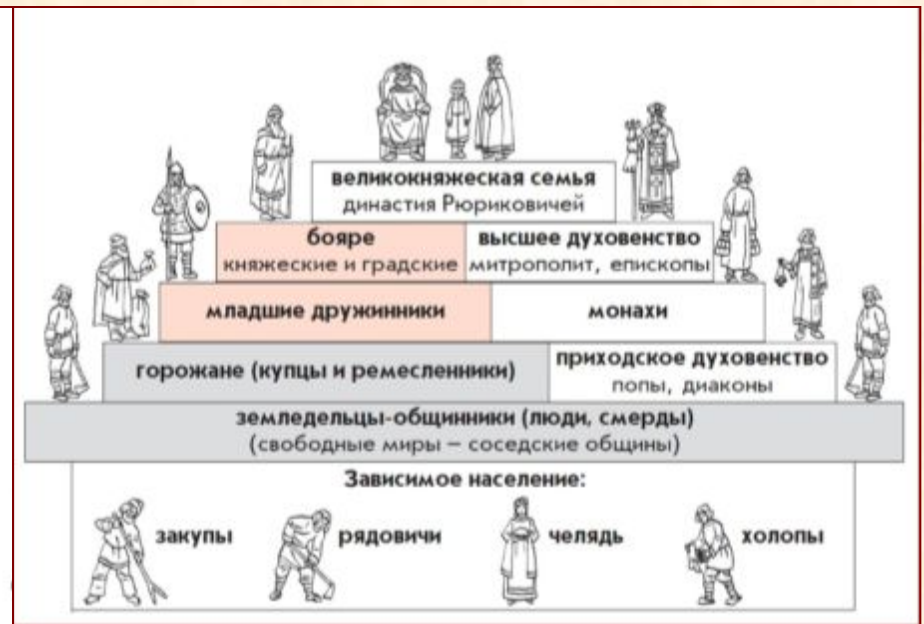 великокняжеская семья
династия Рюриковичей
бояре
княжеские и градские
высшее духовенство
митрополит, епископы
младшие дружинники
монахи
горожане (купцы и ремесленники)
приходское духовенство
попы, диаконы
земледельцы-общинники (люди, смерды)
(свободные миры – соседские общины)
Зависимое население:
закупы
рядовичи
челядь
холопы